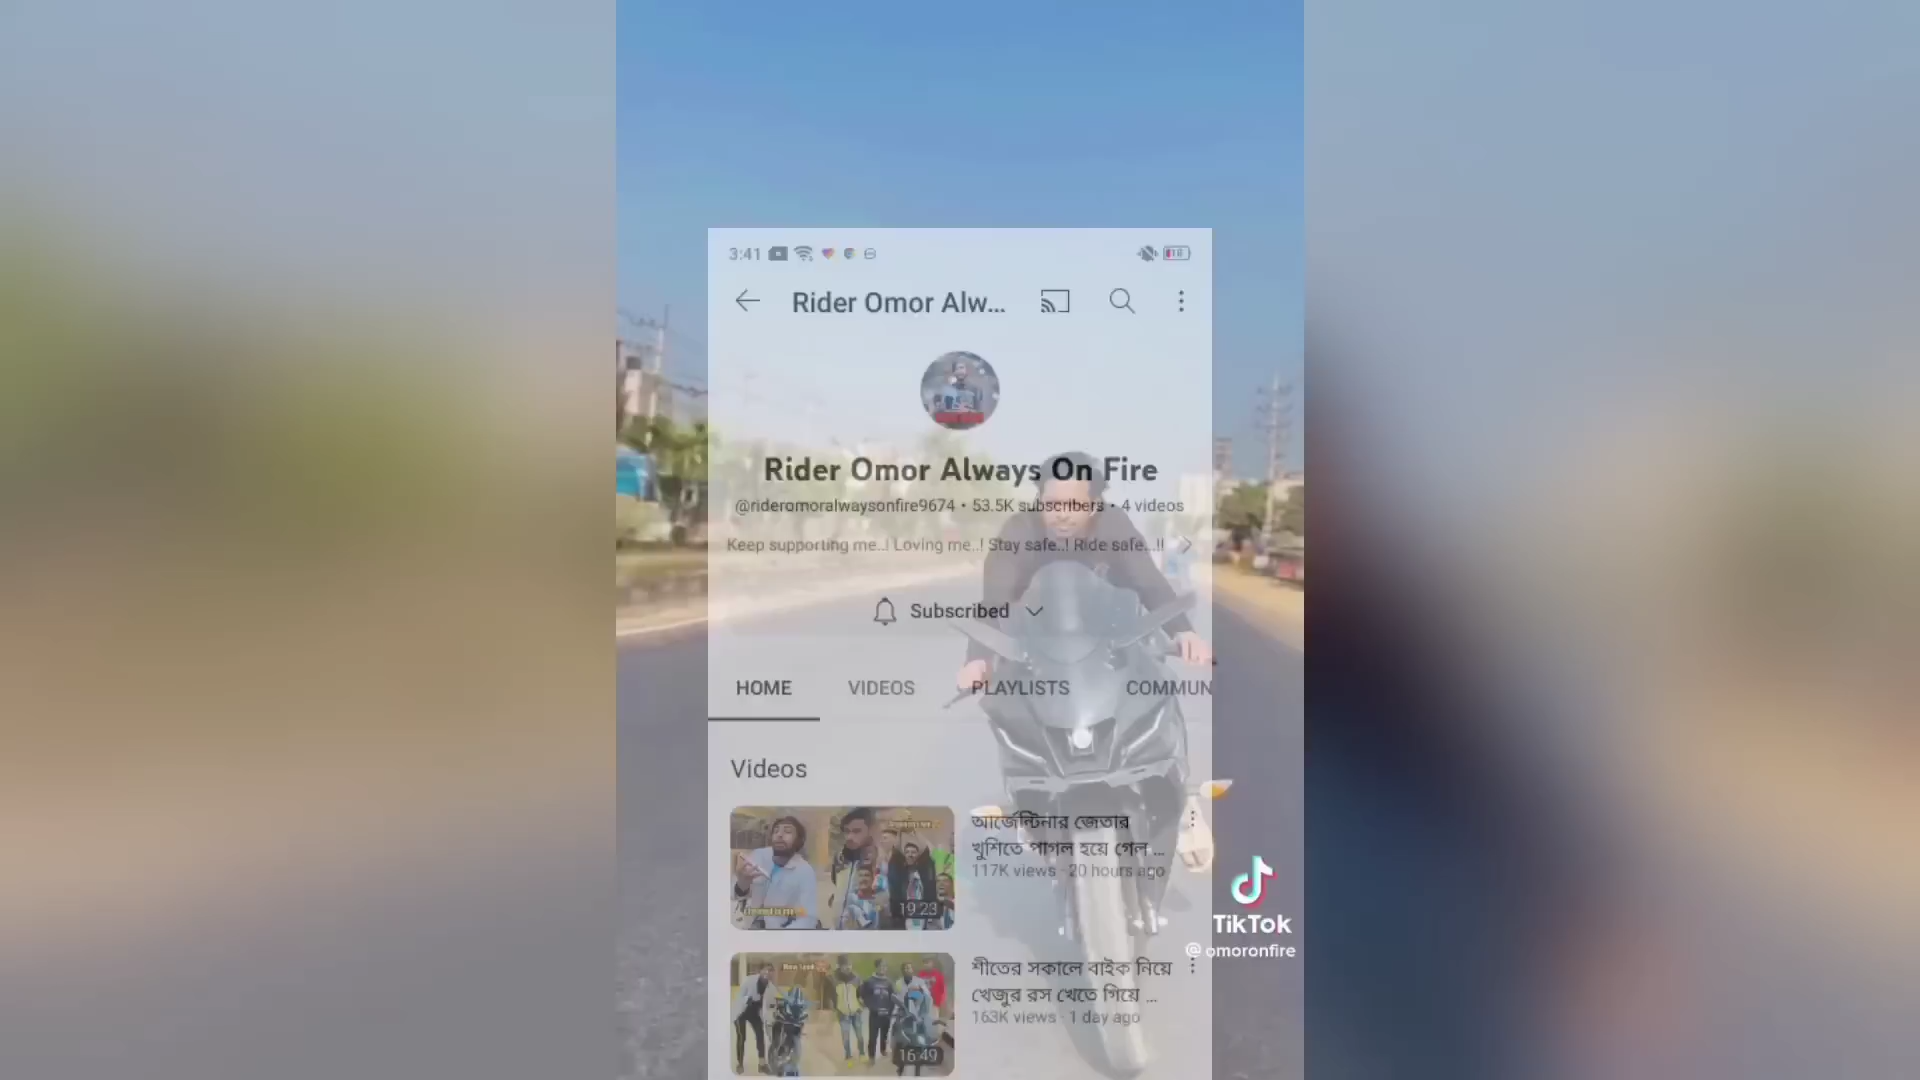 3:41
Rider Omor Alw...
Rider Omor Always On Fire
@rideromoralwaysonfire9674 • 53.5K subscribers • 4 videos
Keep supporting me..! Loving me..! Stay safe..! Ride safe...!!
Subscribed
HOME VIDEOS PLAYLISTS COMMUN
Videos
আর্জেন্টিনার জেতার
খুশিতে পাগল হয়ে গেল ...
117K views · 20 hours ago
19:23
শীতের সকালে বাইক নিয়ে
খেজুর রস খেতে গিয়ে ...
163K views · 1 day ago
16:49
TikTok
@omoronfire